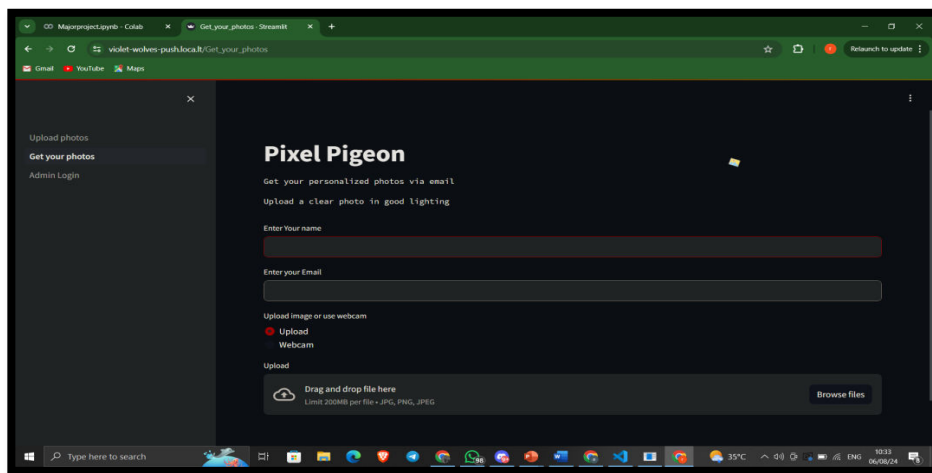 Majorproject.ipynb - Colab
Get_your_photos · Streamlit
violet-wolves-push.loca.lt/Get_your_photos
Relaunch to update
Gmail YouTube Maps
Upload photos
Get your photos
Admin Login
Pixel Pigeon
Get your personalized photos via email
Upload a clear photo in good lighting
Enter Your name
Enter your Email
Upload image or use webcam
Upload
Webcam
Upload
Drag and drop file here
Limit 200MB per file • JPG, PNG, JPEG
Browse files
Type here to search
35°C
ENG
10:33
06/08/24